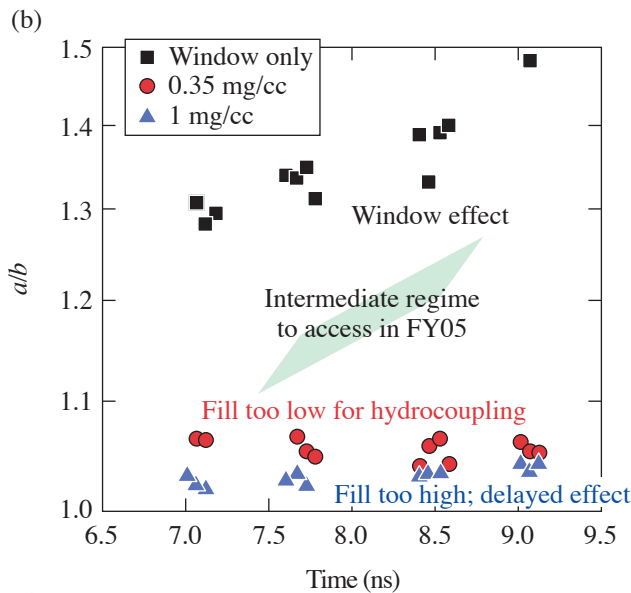 (b)
1.5
1.4
1.3
1.2
1.1
1.0
a/b
Window only
0.35 mg/cc
1 mg/cc
Window effect
Intermediate regime
to access in FY05
Fill too low for hydrocoupling
Fill too high; delayed effect
6.5 7.0 7.5 8.0 8.5 9.0 9.5
Time (ns)